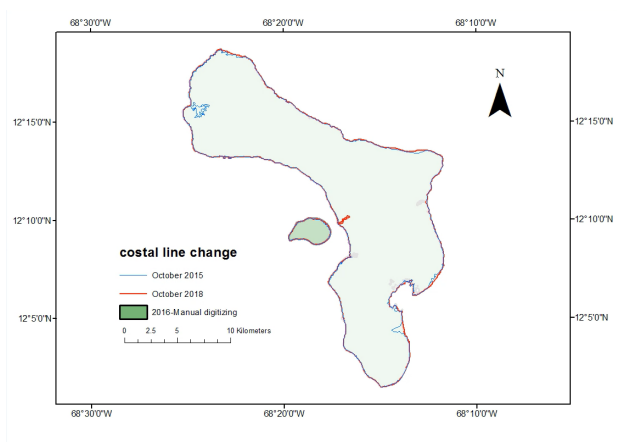 68°30'0"W 68°20'0"W 68°10'0"W
N
12°15'0"N 12°15'0"N
12°10'0"N 12°10'0"N
costal line change
October 2015
October 2018
2016-Manual digitizing
12°5'0"N 12°5'0"N
0 2.5 5 10 Kilometers
68°30'0"W 68°20'0"W 68°10'0"W